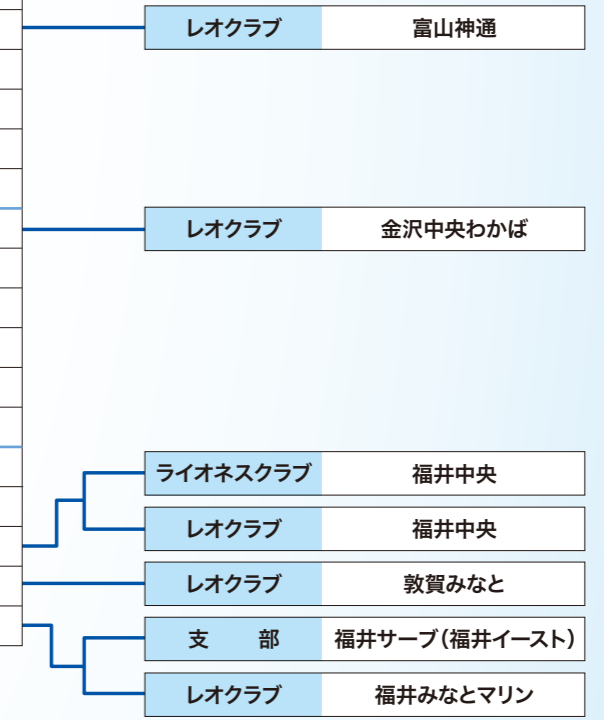 レオクラブ 富山神通
レオクラブ 金沢中央わかば
ライオネスクラブ 福井中央
レオクラブ 福井中央
レオクラブ 敦賀みなと
支　部 福井サーブ（福井イースト）
レオクラブ 福井みなとマリン